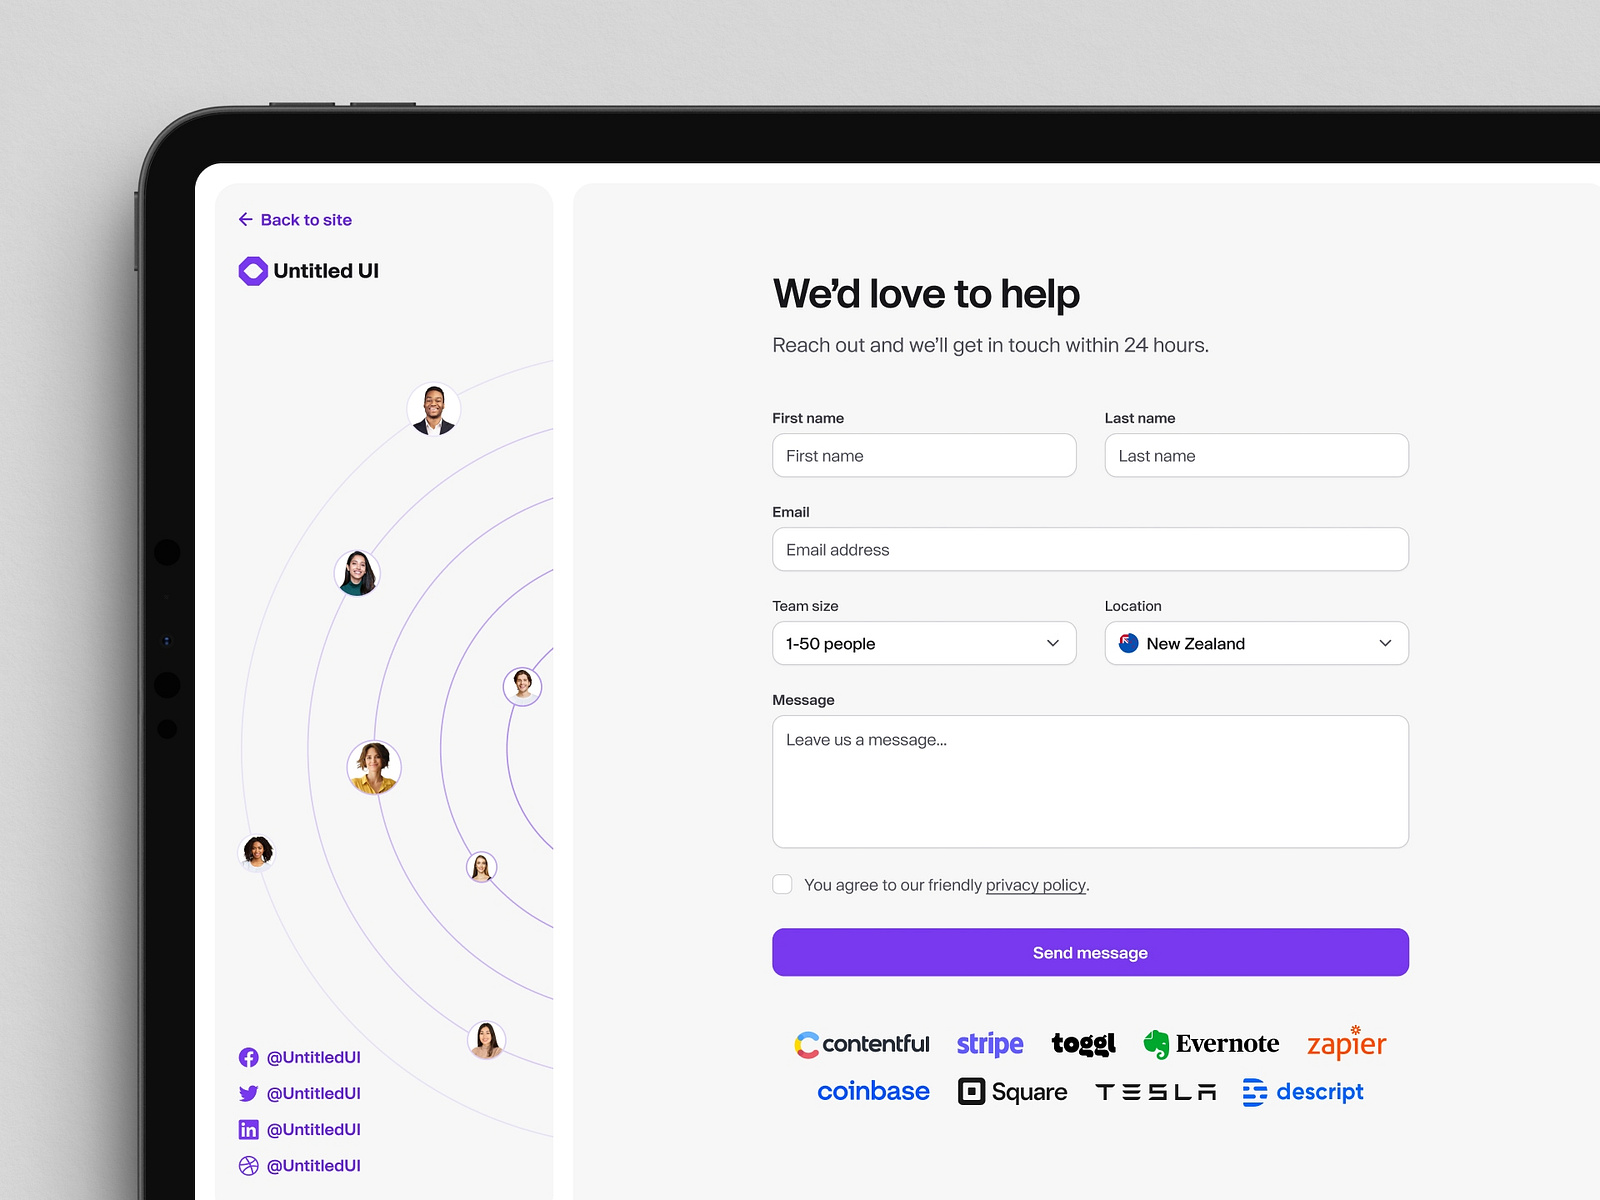 Back to site
Untitled UI
@UntitledUI
@UntitledUI
@UntitledUI
@UntitledUI
We’d love to help
Reach out and we’ll get in touch within 24 hours.
First name
Last name
First name
Last name
Email
Email address
Team size
Location
1-50 people
New Zealand
Message
Leave us a message...
You agree to our friendly privacy policy.
Send message
contentful stripe toggl Evernote zapier
coinbase Square TESLA descript